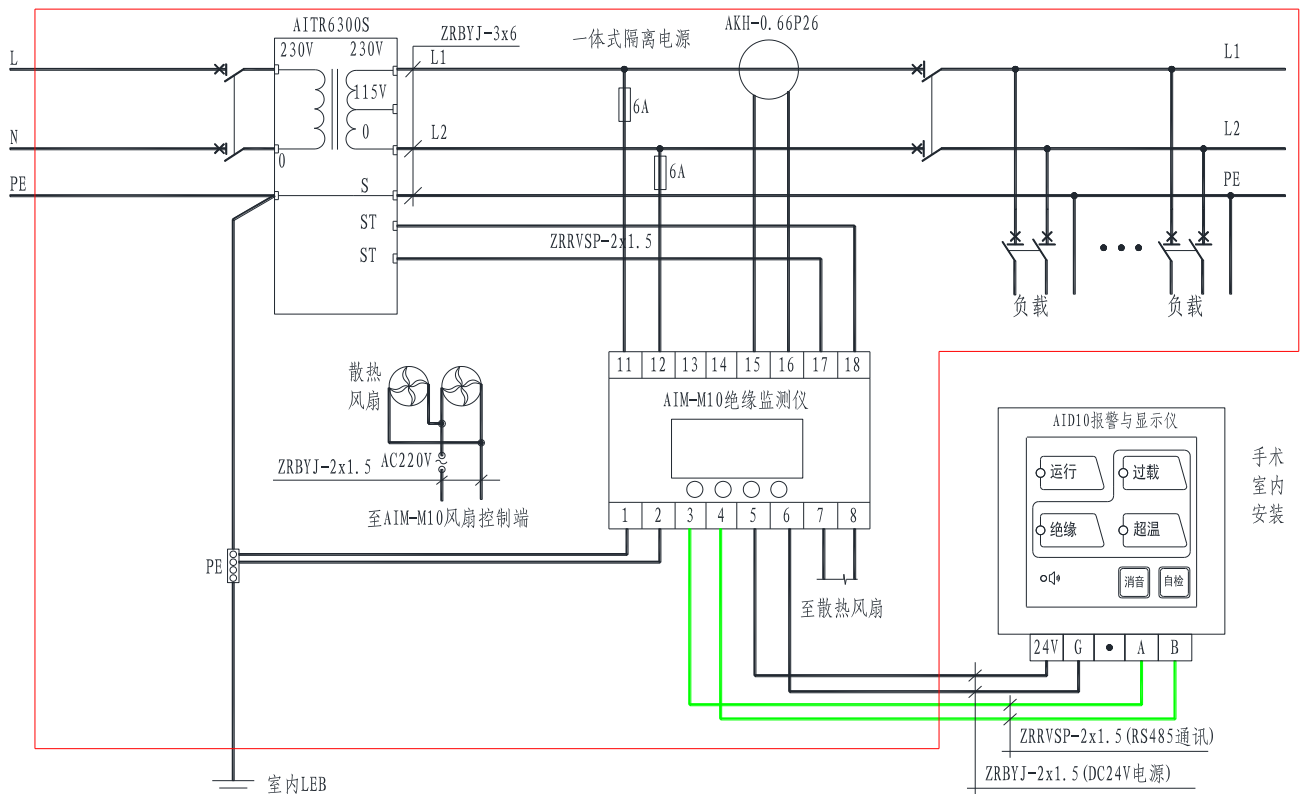 AITR6300S
ZRBYJ-3x6
一体式隔离电源
AKH-0.66P26
L
230V
230V
L1
L1
115V
6A
N
0
0
L2
L2
6A
PE
S
PE
ST
ZRRVSP-2x1.5
ST
负载
负载
11 12 13 14 15 16 17 18
散热
风扇
AIM-M10绝缘监测仪
AC220V
ZRBYJ-2x1.5
至AIM-M10风扇控制端
1 2 3 4 5 6 7 8
至散热风扇
PE
AID10报警与显示仪
运行
过载
绝缘
超温
消音
自检
手术
室内
安装
24V G A B
ZRRVSP-2x1.5(RS485通讯)
ZRBYJ-2x1.5(DC24V电源)
室内LEB